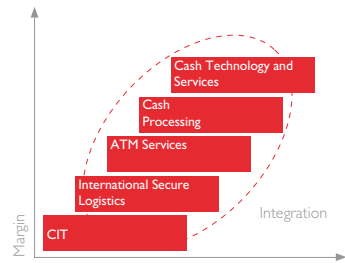 Cash Technology and
Services
Cash
Processing
ATM Services
International Secure
Logistics
CIT
Integration
Margin